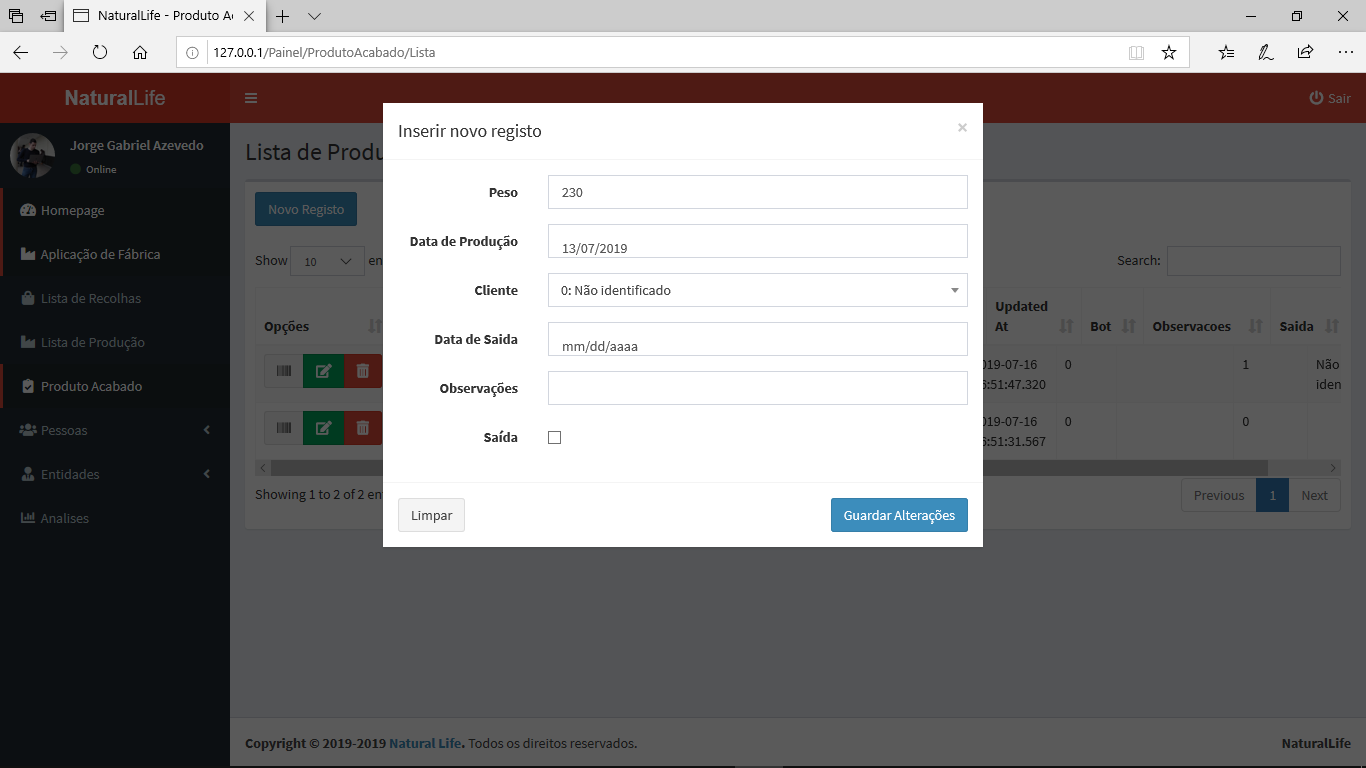 NaturalLife - Produto A
127.0.0.1/Painel/ProdutoAcabado/Lista
NaturalLife
Sair
Jorge Gabriel Azevedo
Online
Homepage
Aplicação de Fábrica
Lista de Recolhas
Lista de Produção
Produto Acabado
Pessoas
Entidades
Analises
Lista de Produ
Novo Registo
Show 10 en
Search:
Opções
Updated
At
Bot
Observacoes
Saida
019-07-16
6:51:47.320
0
1
Não
iden
019-07-16
6:51:31.567
0
0
Showing 1 to 2 of 2 en
Previous 1 Next
Inserir novo registo
×
Peso
230
Data de Produção
13/07/2019
Cliente
0: Não identificado
Data de Saida
mm/dd/aaaa
Observações
Saída
Limpar
Guardar Alterações
Copyright © 2019-2019 Natural Life. Todos os direitos reservados.
NaturalLife